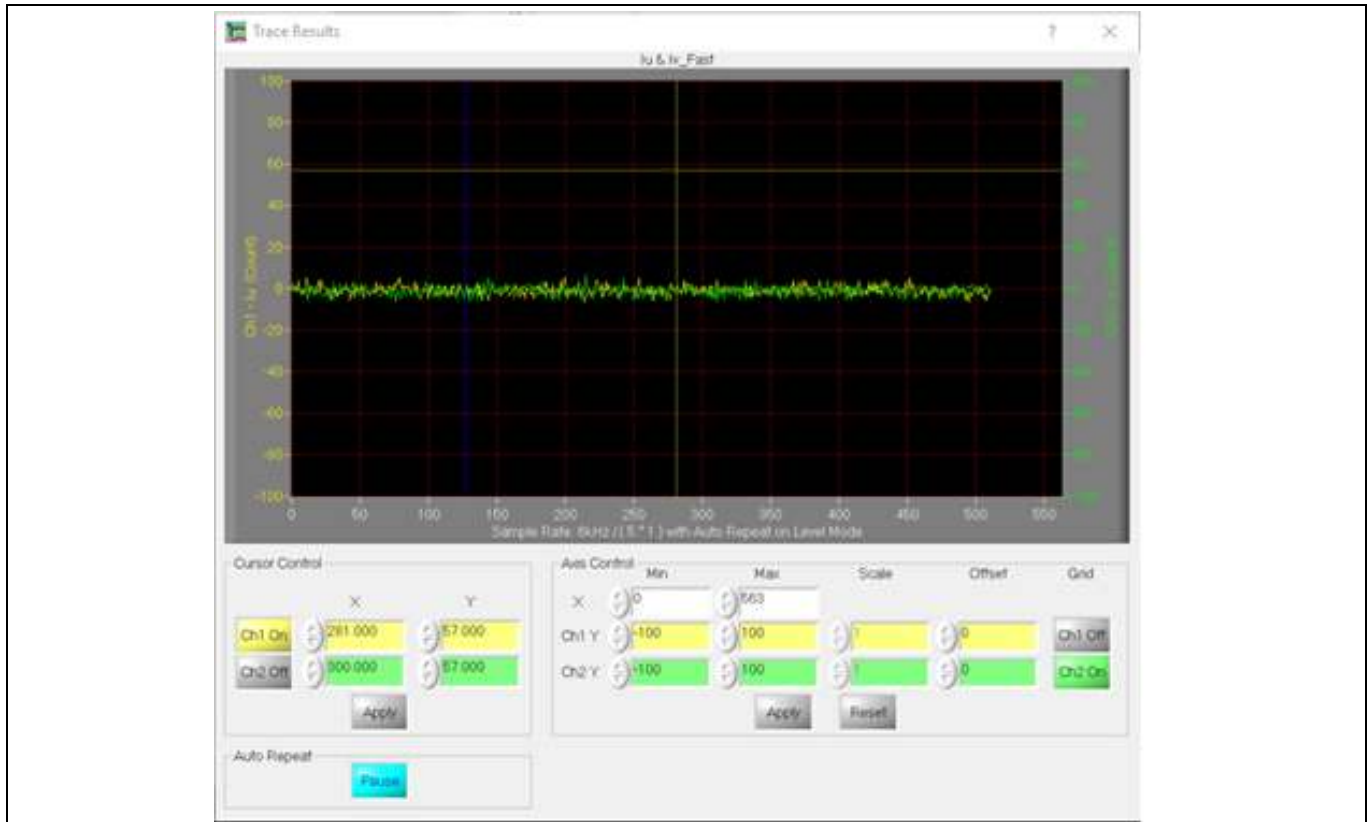 Trace Results ? ×
Iu & Iv_Fast
100
80
60
40
20
0
-20
-40
-60
-80
-100
Ch1 - Iu (Count)
0 50 100 150 200 250 300 350 400 450 500 550
Sample Rate: 6kHz / ( 5 * 1 ) with Auto Repeat on Level Mode
Cursor Control
X Y
Ch1 On 281.000 57.000
Ch2 Off 300.000 57.000
Apply
Axis Control
Min Max Scale Offset Grid
X 0 563
Ch1 Y -100 100 1 0 Ch1 Off
Ch2 Y -100 100 1 0 Ch2 On
Apply Reset
Auto Repeat
Pause